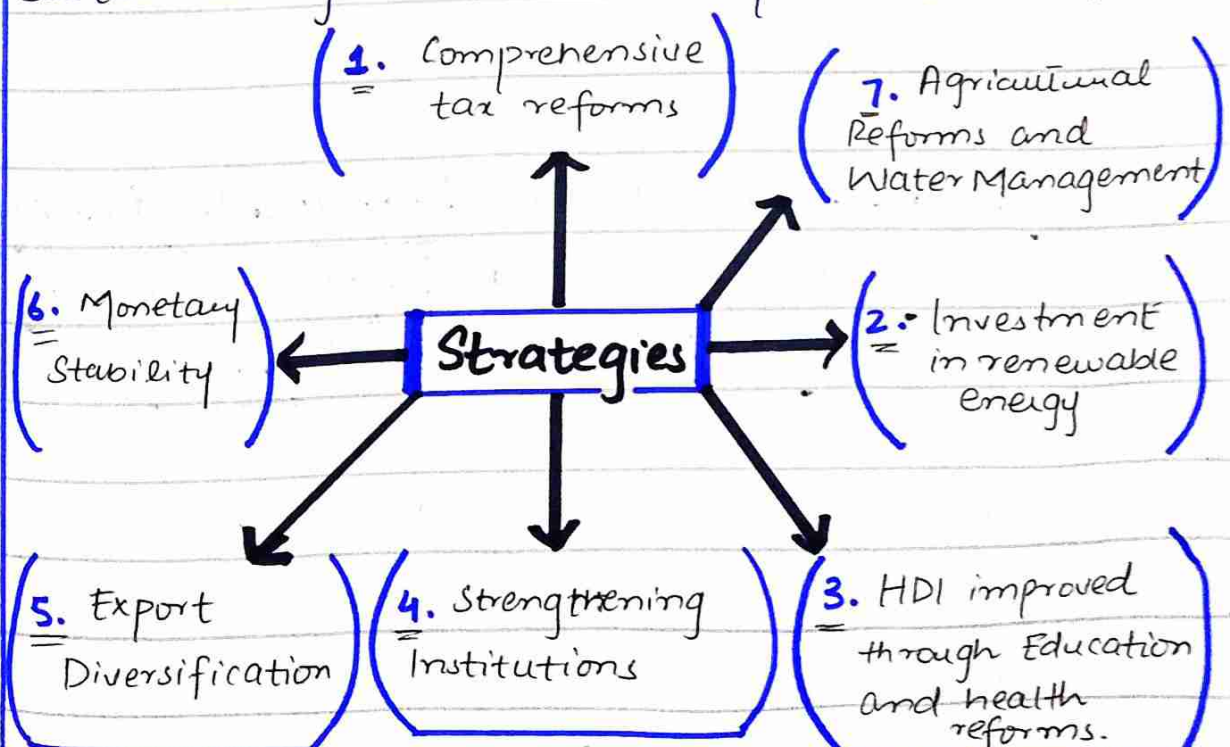 1. Comprehensive
tax reforms
7. Agricultural
Reforms and
Water Management
6. Monetary
Stability
Strategies
2. Investment
in renewable
energy
5. Export
Diversification
4. Strengthening
Institutions
3. HDI improved
through Education
and health
reforms.